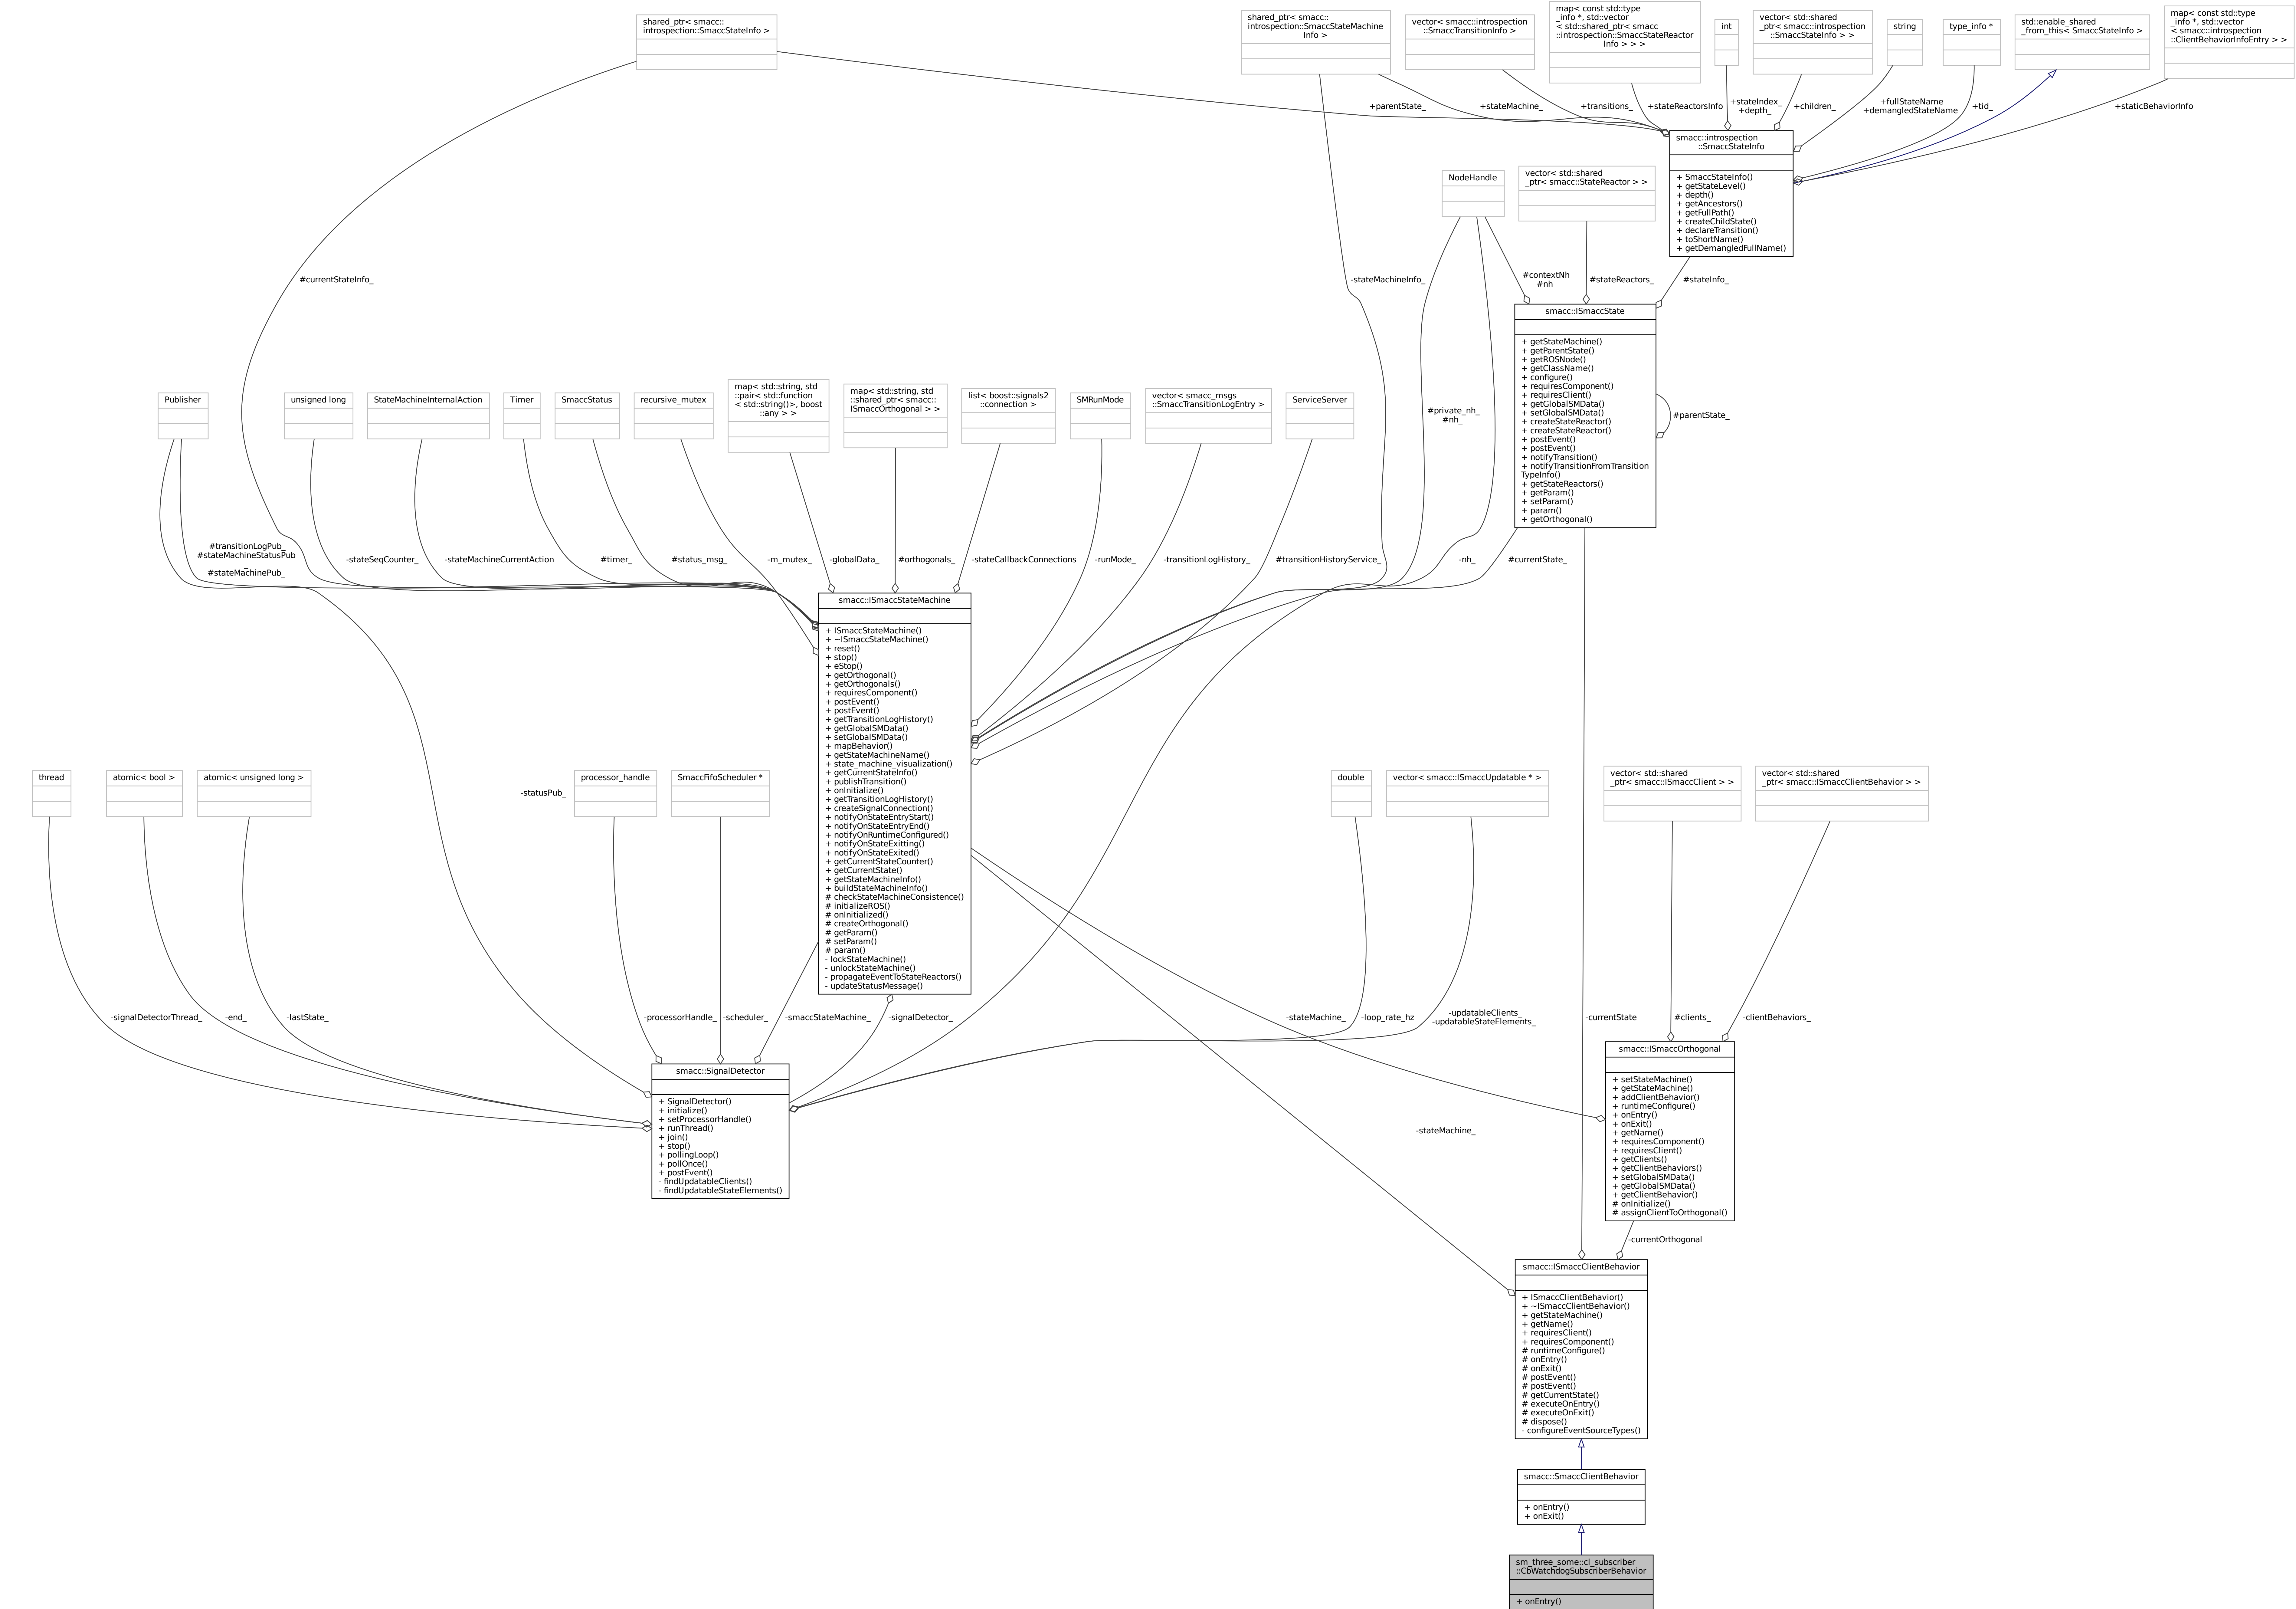 shared_ptr< smacc::
introspection::SmaccStateInfo >
shared_ptr< smacc::
introspection::SmaccStateMachine
Info >
vector< smacc::introspection
::SmaccTransitionInfo >
map< const std::type
_info *, std::vector
< std::shared_ptr< smacc
::introspection::SmaccStateReactor
Info > > >
int
vector< std::shared
_ptr< smacc::introspection
::SmaccStateInfo > >
string
type_info *
std::enable_shared
_from_this< SmaccStateInfo >
map< const std::type
_info *, std::vector
< smacc::introspection
::ClientBehaviorInfoEntry > >
+parentState_
+stateMachine_
+transitions_
+stateReactorsInfo
+stateIndex_
+depth_
+children_
+fullStateName
+demangledStateName
+tid_
+staticBehaviorInfo
smacc::introspection
::SmaccStateInfo
+ SmaccStateInfo()
+ getStateLevel()
+ depth()
+ getAncestors()
+ getFullPath()
+ createChildState()
+ declareTransition()
+ toShortName()
+ getDemangledFullName()
NodeHandle
vector< std::shared
_ptr< smacc::StateReactor > >
#currentStateInfo_
-stateMachineInfo_
#contextNh
#nh
#stateReactors_
#stateInfo_
smacc::ISmaccState
+ getStateMachine()
+ getParentState()
+ getROSNode()
+ getClassName()
+ configure()
+ requiresComponent()
+ requiresClient()
+ getGlobalSMData()
+ setGlobalSMData()
+ createStateReactor()
+ createStateReactor()
+ postEvent()
+ postEvent()
+ notifyTransition()
+ notifyTransitionFromTransition
TypeInfo()
+ getStateReactors()
+ getParam()
+ setParam()
+ param()
+ getOrthogonal()
#parentState_
Publisher
unsigned long
StateMachineInternalAction
Timer
SmaccStatus
recursive_mutex
map< std::string, std
::pair< std::function
< std::string()>, boost
::any > >
map< std::string, std
::shared_ptr< smacc::
ISmaccOrthogonal > >
list< boost::signals2
::connection >
SMRunMode
vector< smacc_msgs
::SmaccTransitionLogEntry >
ServiceServer
#private_nh_
#nh_
#transitionLogPub_
#stateMachineStatusPub
_
#stateMachinePub_
-stateSeqCounter_
-stateMachineCurrentAction
#timer_
#status_msg_
-m_mutex_
-globalData_
#orthogonals_
-stateCallbackConnections
-runMode_
-transitionLogHistory_
#transitionHistoryService_
-nh_
#currentState_
smacc::ISmaccStateMachine
+ ISmaccStateMachine()
+ ~ISmaccStateMachine()
+ reset()
+ stop()
+ eStop()
+ getOrthogonal()
+ getOrthogonals()
+ requiresComponent()
+ postEvent()
+ postEvent()
+ getTransitionLogHistory()
+ getGlobalSMData()
+ setGlobalSMData()
+ mapBehavior()
+ getStateMachineName()
+ state_machine_visualization()
+ getCurrentStateInfo()
+ publishTransition()
+ onInitialize()
+ getTransitionLogHistory()
+ createSignalConnection()
+ notifyOnStateEntryStart()
+ notifyOnStateEntryEnd()
+ notifyOnRuntimeConfigured()
+ notifyOnStateExitting()
+ notifyOnStateExited()
+ getCurrentStateCounter()
+ getCurrentState()
+ getStateMachineInfo()
+ buildStateMachineInfo()
# checkStateMachineConsistence()
# initializeROS()
# onInitialized()
# createOrthogonal()
# getParam()
# setParam()
# param()
- lockStateMachine()
- unlockStateMachine()
- propagateEventToStateReactors()
- updateStatusMessage()
thread
atomic< bool >
atomic< unsigned long >
-statusPub_
processor_handle
SmaccFifoScheduler *
double
vector< smacc::ISmaccUpdatable * >
vector< std::shared
_ptr< smacc::ISmaccClient > >
vector< std::shared
_ptr< smacc::ISmaccClientBehavior > >
-signalDetectorThread_
-end_
-lastState_
-processorHandle_
-scheduler_
-smaccStateMachine_
-signalDetector_
-stateMachine_
-loop_rate_hz
-updatableClients_
-updatableStateElements_
-currentState
#clients_
-clientBehaviors_
smacc::SignalDetector
+ SignalDetector()
+ initialize()
+ setProcessorHandle()
+ runThread()
+ join()
+ stop()
+ pollingLoop()
+ pollOnce()
+ postEvent()
- findUpdatableClients()
- findUpdatableStateElements()
smacc::ISmaccOrthogonal
+ setStateMachine()
+ getStateMachine()
+ addClientBehavior()
+ runtimeConfigure()
+ onEntry()
+ onExit()
+ getName()
+ requiresComponent()
+ requiresClient()
+ getClients()
+ getClientBehaviors()
+ setGlobalSMData()
+ getGlobalSMData()
+ getClientBehavior()
# onInitialize()
# assignClientToOrthogonal()
-stateMachine_
-currentOrthogonal
smacc::ISmaccClientBehavior
+ ISmaccClientBehavior()
+ ~ISmaccClientBehavior()
+ getStateMachine()
+ getName()
+ requiresClient()
+ requiresComponent()
# runtimeConfigure()
# onEntry()
# onExit()
# postEvent()
# postEvent()
# getCurrentState()
# executeOnEntry()
# executeOnExit()
# dispose()
- configureEventSourceTypes()
smacc::SmaccClientBehavior
+ onEntry()
+ onExit()
sm_three_some::cl_subscriber
::CbWatchdogSubscriberBehavior
+ onEntry()